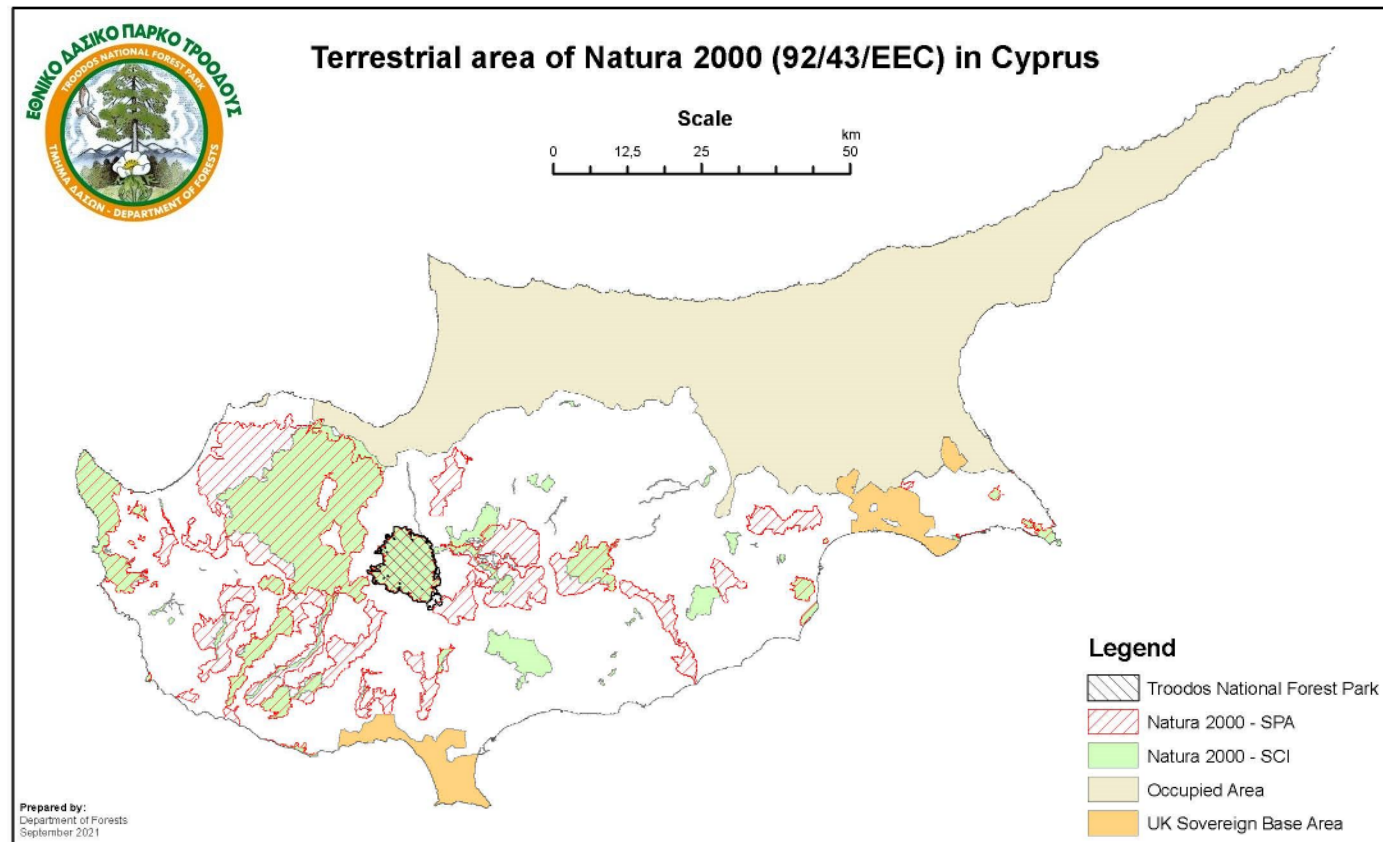 ΕΘΝΙΚΟ ΔΑΣΙΚΟ ΠΑΡΚΟ ΤΡΟΟΔΟΥΣ
TROODOS NATIONAL FOREST PARK
ΤΜΗΜΑ ΔΑΣΩΝ - DEPARTMENT OF FORESTS
Terrestrial area of Natura 2000 (92/43/EEC) in Cyprus
Scale
km
0 12,5 25 50
Legend
Troodos National Forest Park
Natura 2000 - SPA
Natura 2000 - SCI
Occupied Area
UK Sovereign Base Area
Prepared by:
Department of Forests
September 2021